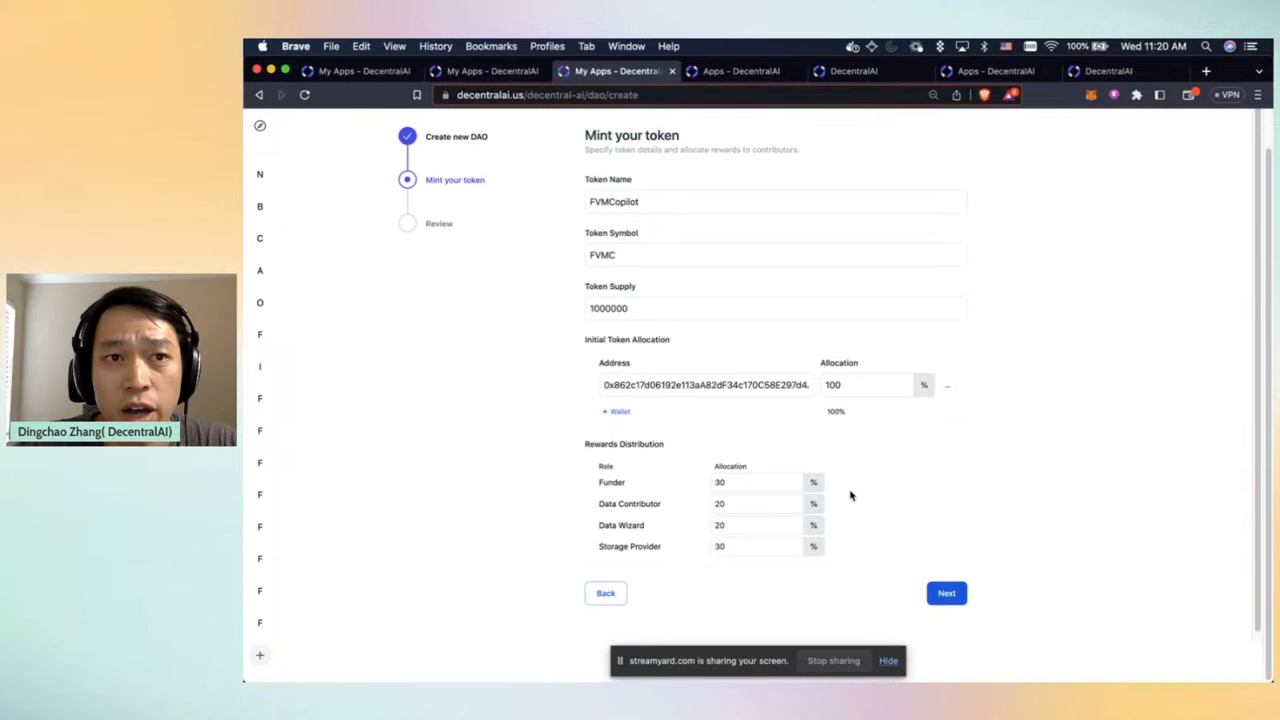 Brave File Edit View History Bookmarks Profiles Tab Window Help 100% Wed 11:20 AM
My Apps - DecentralAI My Apps - DecentralAI My Apps - Decentral Apps - DecentralAI DecentralAI Apps - DecentralAI DecentralAI
decentralai.us/decentral-ai/dao/create VPN
N
B
C
A
O
F
I
F
F
F
F
F
F
F
F
+
Create new DAO
Mint your token
Review
Mint your token
Specify token details and allocate rewards to contributors.
Token Name
FVMCopilot
Token Symbol
FVMC
Token Supply
1000000
Initial Token Allocation
Address Allocation
0x862c17d06192e113aA82dF34c170C58E297d4. 100 % -
+ Wallet 100%
Rewards Distribution
Role Allocation
Funder 30 %
Data Contributor 20 %
Data Wizard 20 %
Storage Provider 30 %
Back Next
streamyard.com is sharing your screen. Stop sharing Hide
Dingchao Zhang( DecentralAI)